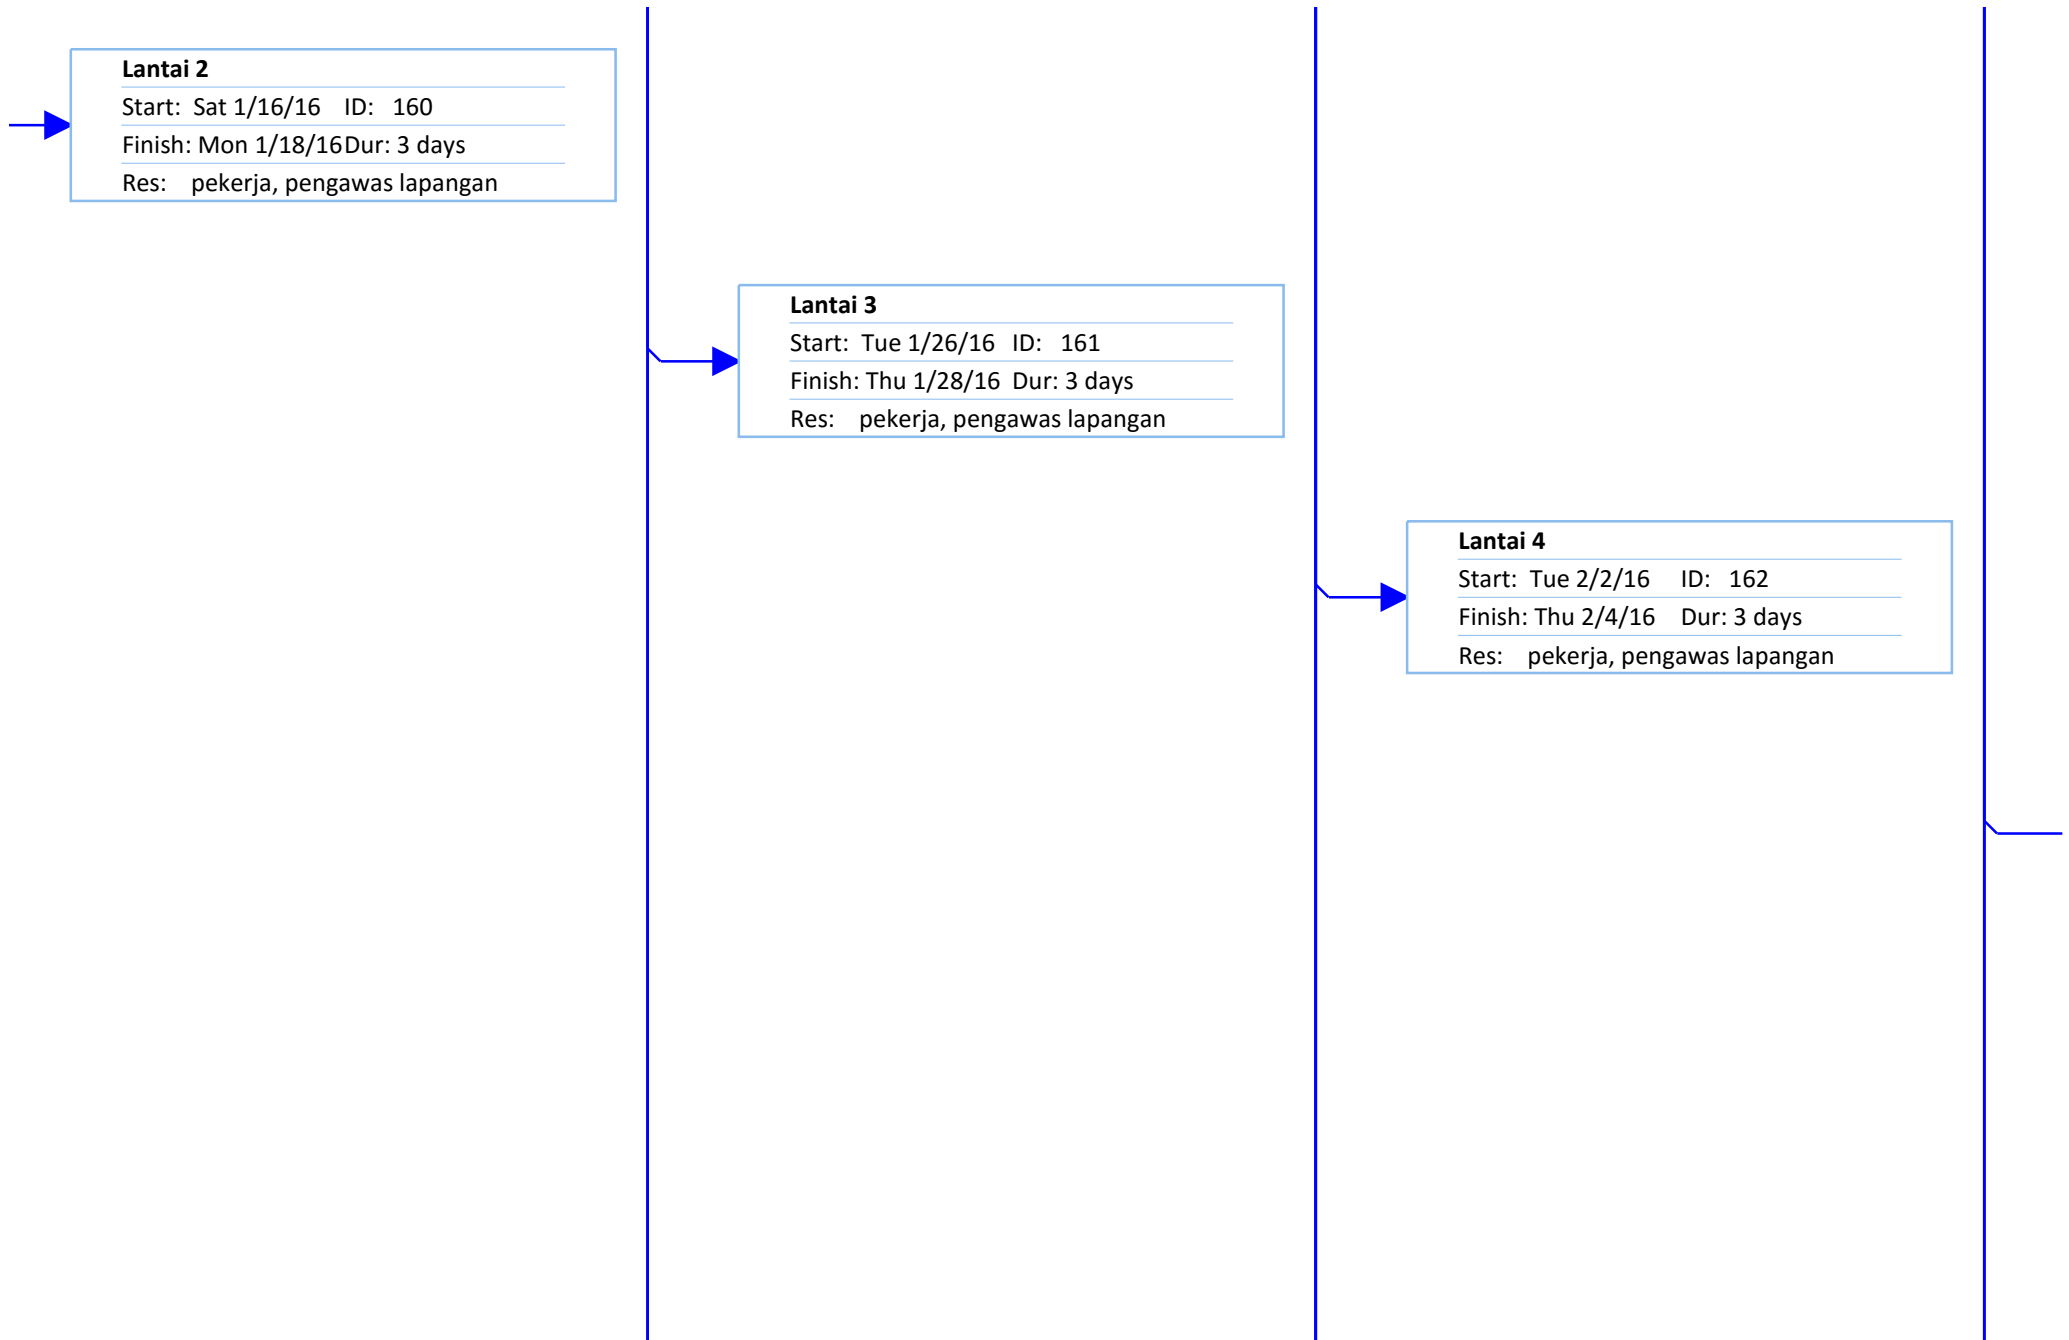 Lantai 2
Start: Sat 1/16/16 ID: 160
Finish: Mon 1/18/16 Dur: 3 days
Res: pekerja, pengawas lapangan
Lantai 3
Start: Tue 1/26/16 ID: 161
Finish: Thu 1/28/16 Dur: 3 days
Res: pekerja, pengawas lapangan
Lantai 4
Start: Tue 2/2/16 ID: 162
Finish: Thu 2/4/16 Dur: 3 days
Res: pekerja, pengawas lapangan